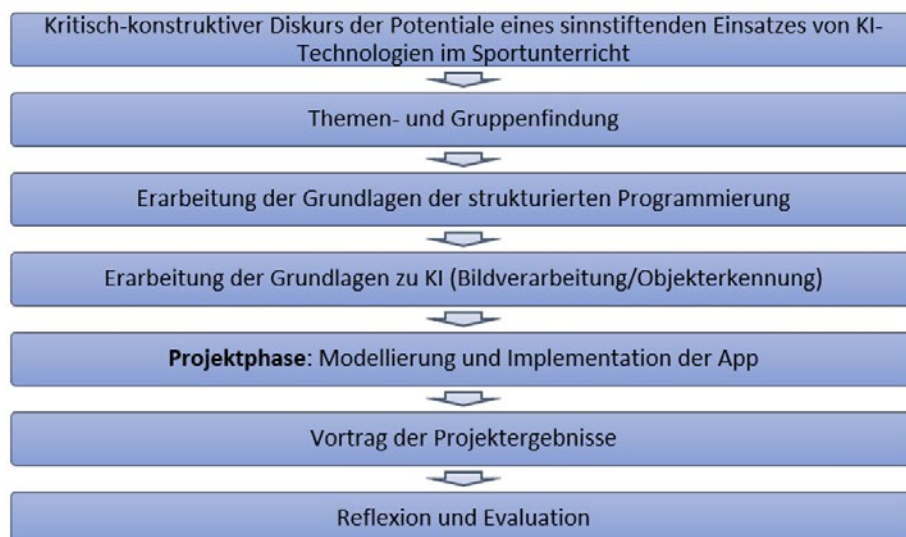 Kritisch-konstruktiver Diskurs der Potentiale eines sinnstiftenden Einsatzes von KI-
Technologien im Sportunterricht
Themen- und Gruppenfindung
Erarbeitung der Grundlagen der strukturierten Programmierung
Erarbeitung der Grundlagen zu KI (Bildverarbeitung/Objekterkennung)
Projektphase: Modellierung und Implementation der App
Vortrag der Projektergebnisse
Reflexion und Evaluation